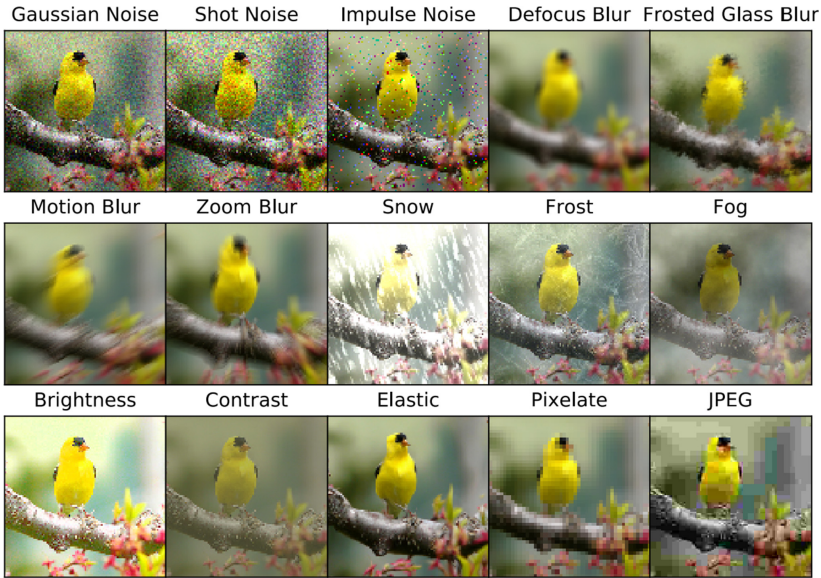 Gaussian Noise Shot Noise Impulse Noise Defocus Blur Frosted Glass Blur
Motion Blur Zoom Blur Snow Frost Fog
Brightness Contrast Elastic Pixelate JPEG